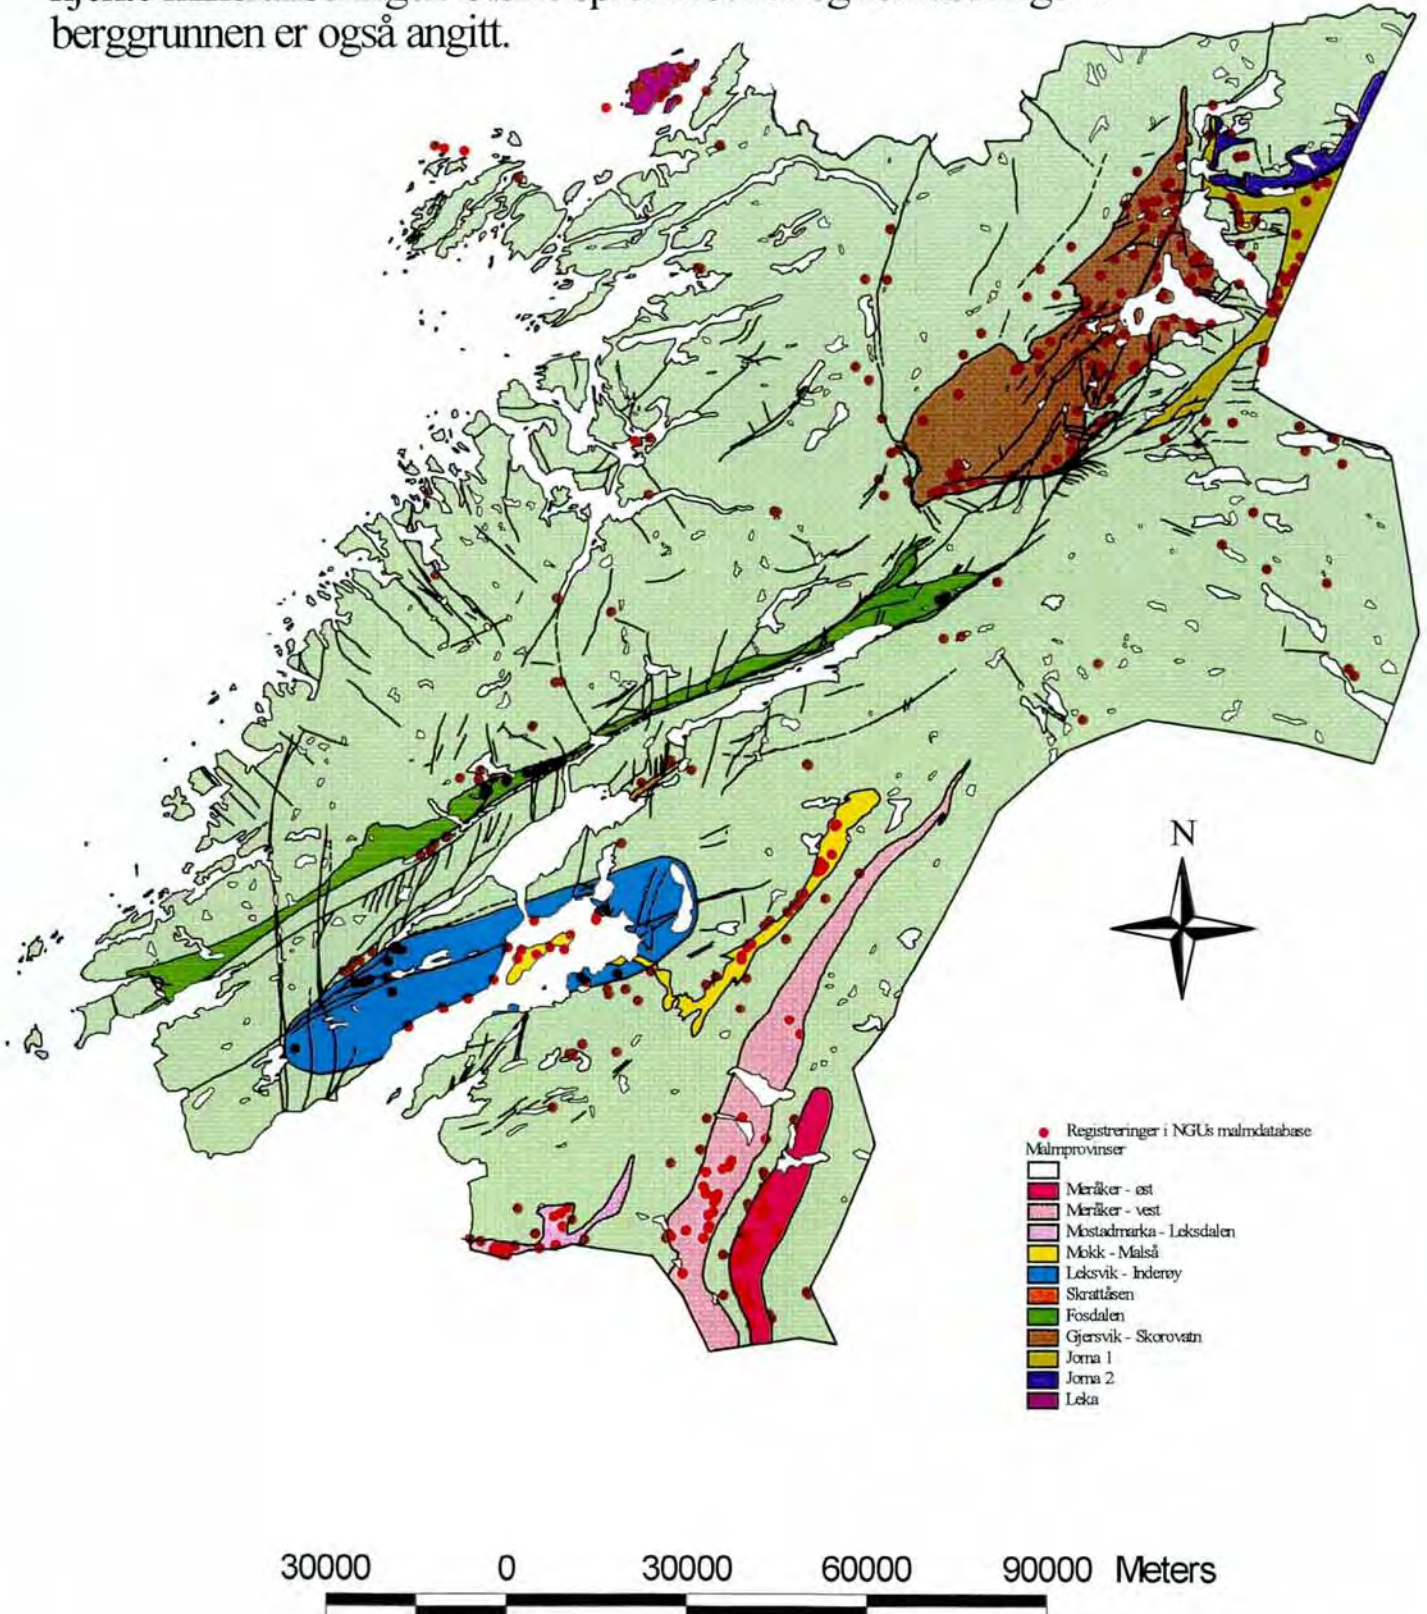 berggrunnen er også angitt.
N
Registreringer i NGUs malmdatabase
Malmprovinser
Meråker - øst
Meråker - vest
Mostadmarka - Leksdalen
Mokk - Malså
Leksvik - Inderøy
Skrattåsen
Fosdalen
Gjersvik - Skorovatn
Joma 1
Joma 2
Leka
30000 0 30000 60000 90000 Meters